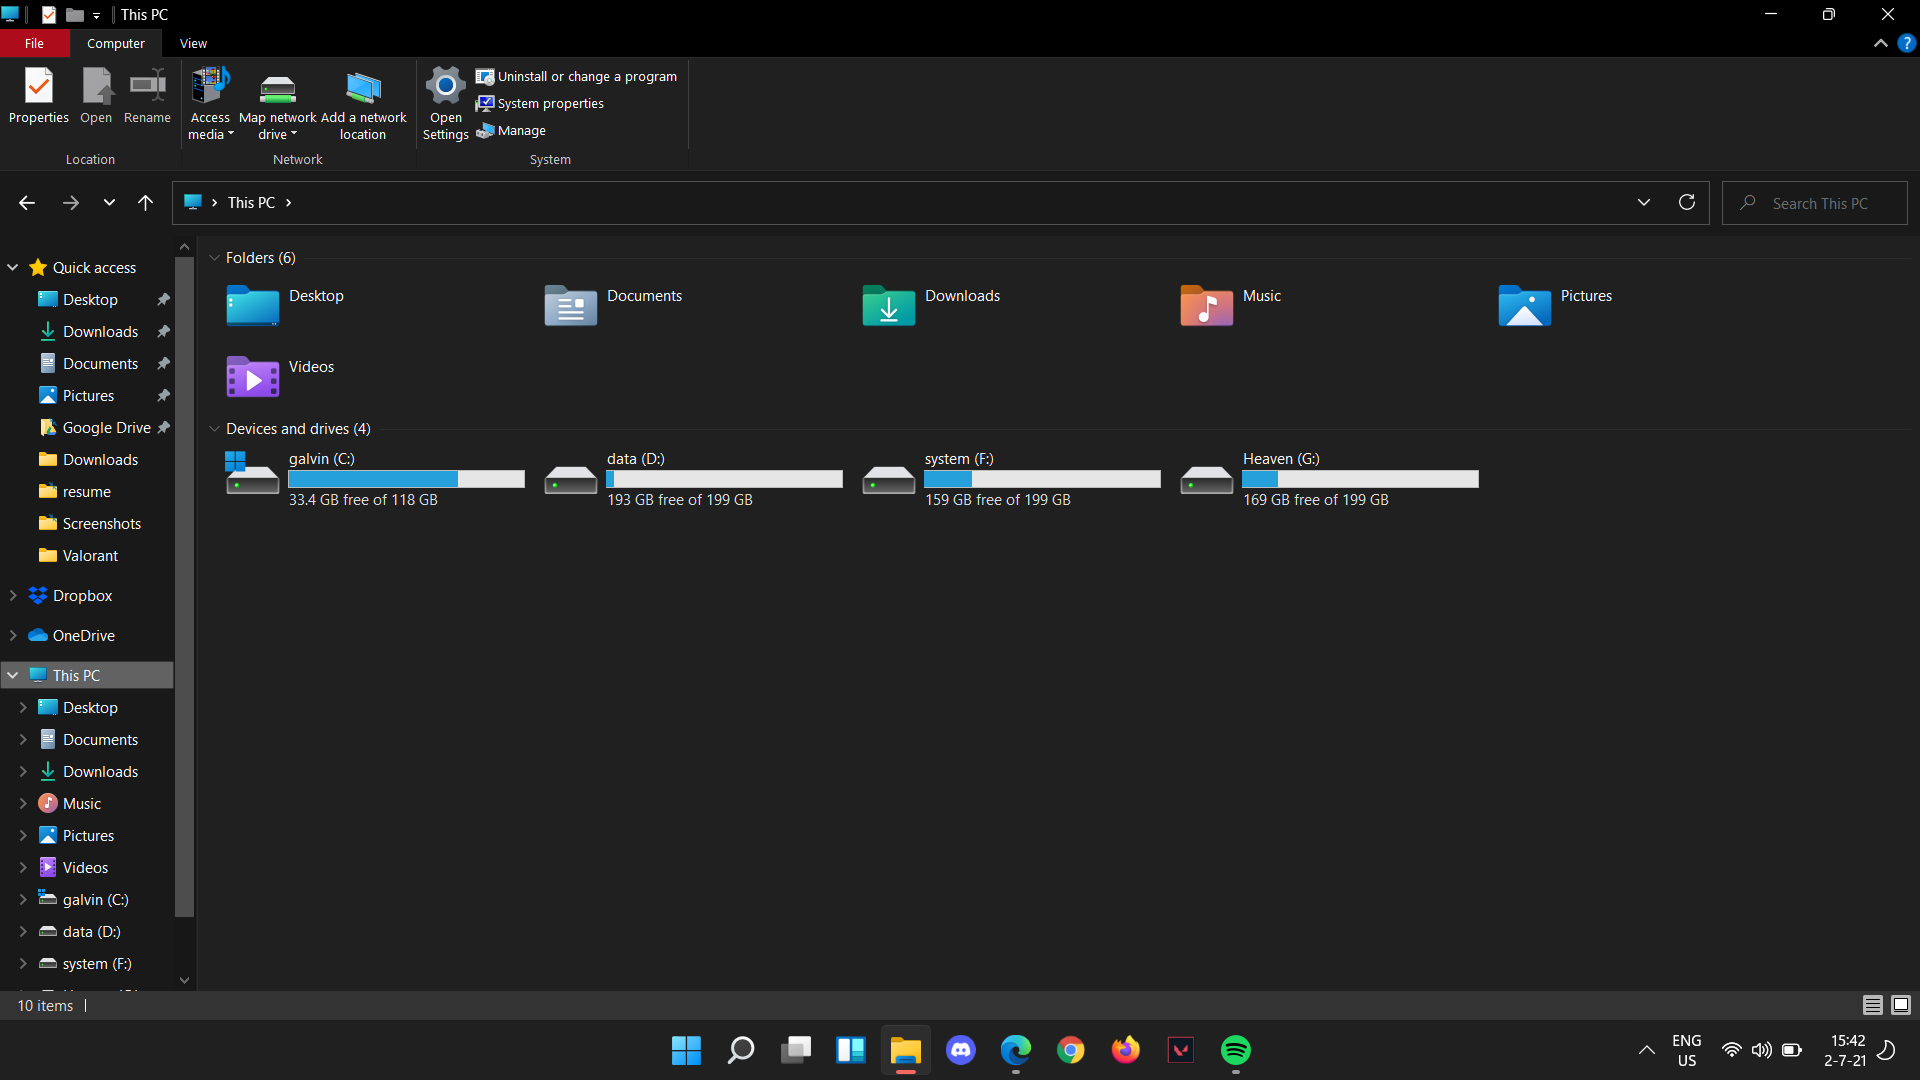 This PC
File
Computer
View
Properties
Open
Rename
Access
media
Map network
drive
Add a network
location
Open
Settings
Uninstall or change a program
System properties
Manage
Location
Network
System
This PC
Search This PC
Quick access
Desktop
Downloads
Documents
Pictures
Google Drive
Downloads
resume
Screenshots
Valorant
Dropbox
OneDrive
This PC
Desktop
Documents
Downloads
Music
Pictures
Videos
galvin (C:)
data (D:)
system (F:)
Folders (6)
Desktop
Documents
Downloads
Music
Pictures
Videos
Devices and drives (4)
galvin (C:)
33.4 GB free of 118 GB
data (D:)
193 GB free of 199 GB
system (F:)
159 GB free of 199 GB
Heaven (G:)
169 GB free of 199 GB
10 items
ENG
US
15:42
2-7-21